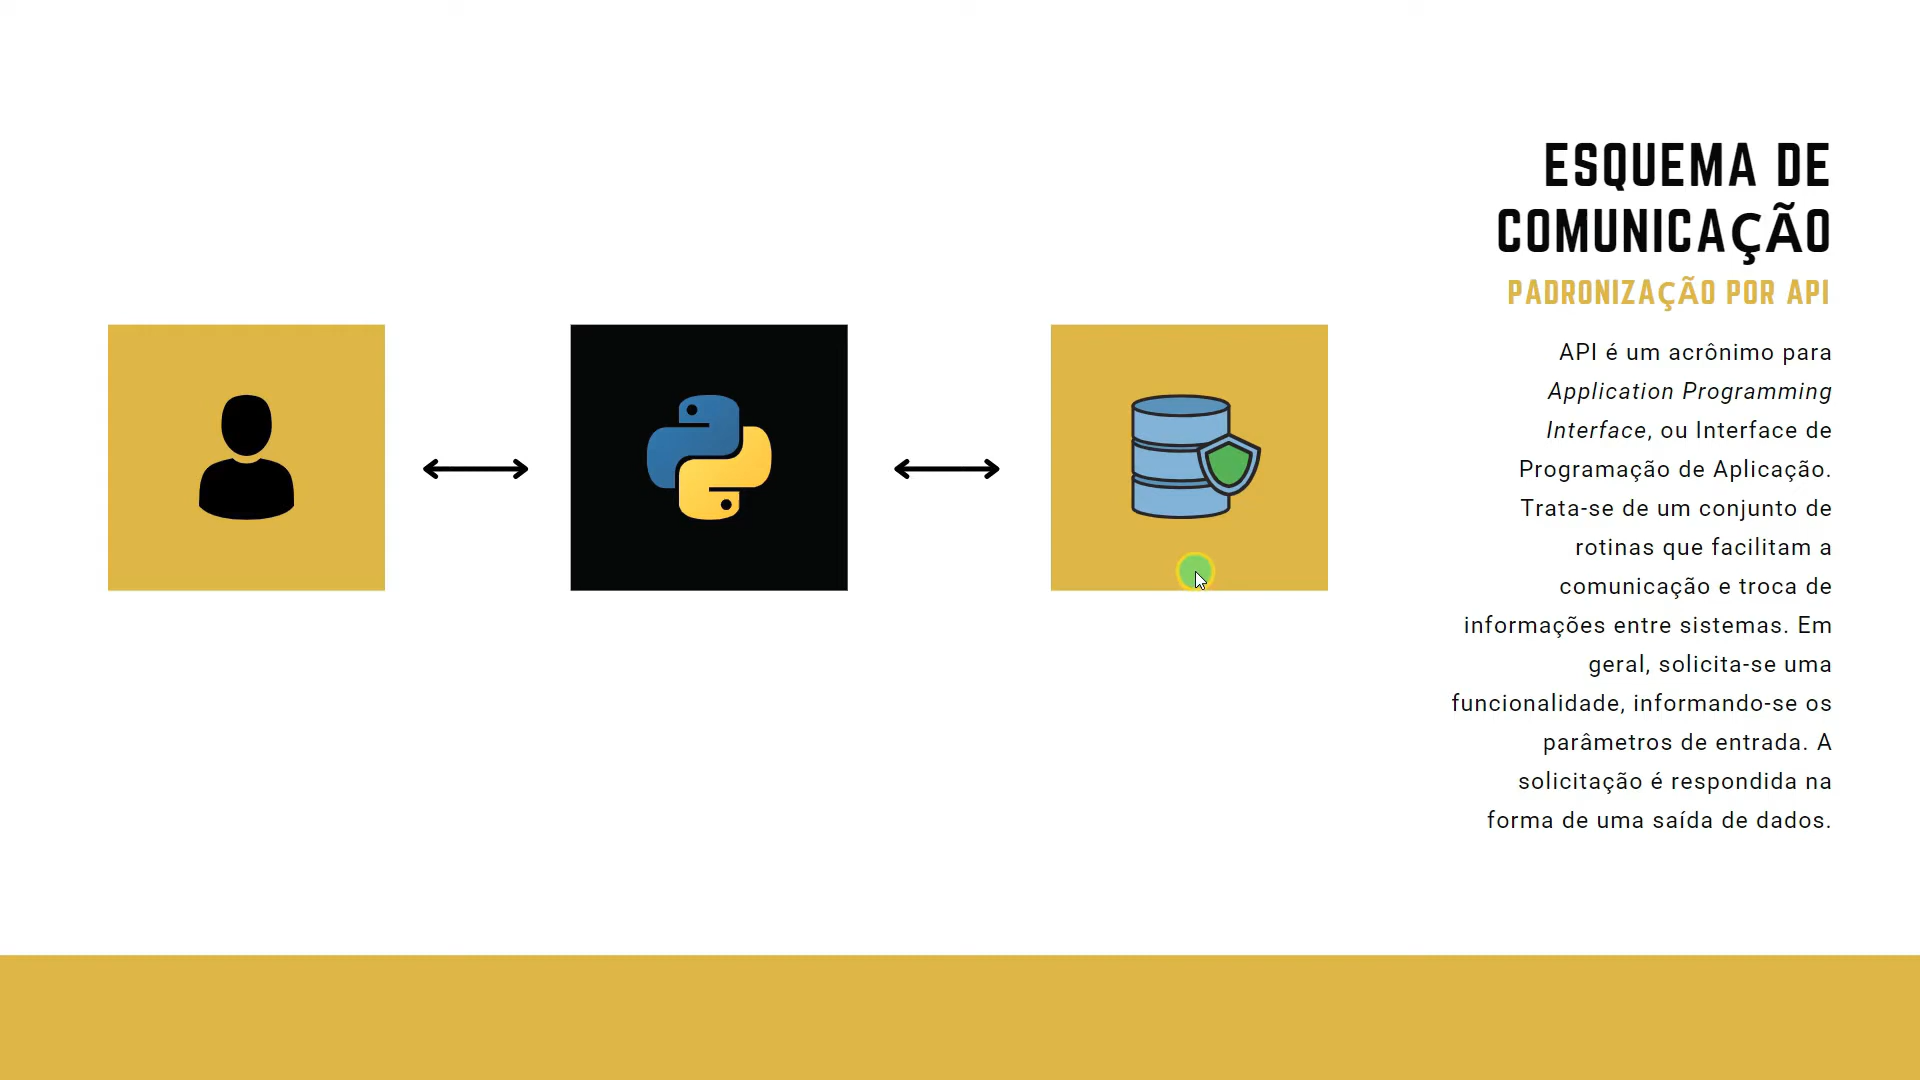 ESQUEMA DE
COMUNICAÇÃO
PADRONIZAÇÃO POR API
API é um acrônimo para
Application Programming
Interface, ou Interface de
Programação de Aplicação.
Trata-se de um conjunto de
rotinas que facilitam a
comunicação e troca de
informações entre sistemas. Em
geral, solicita-se uma
funcionalidade, informando-se os
parâmetros de entrada. A
solicitação é respondida na
forma de uma saída de dados.